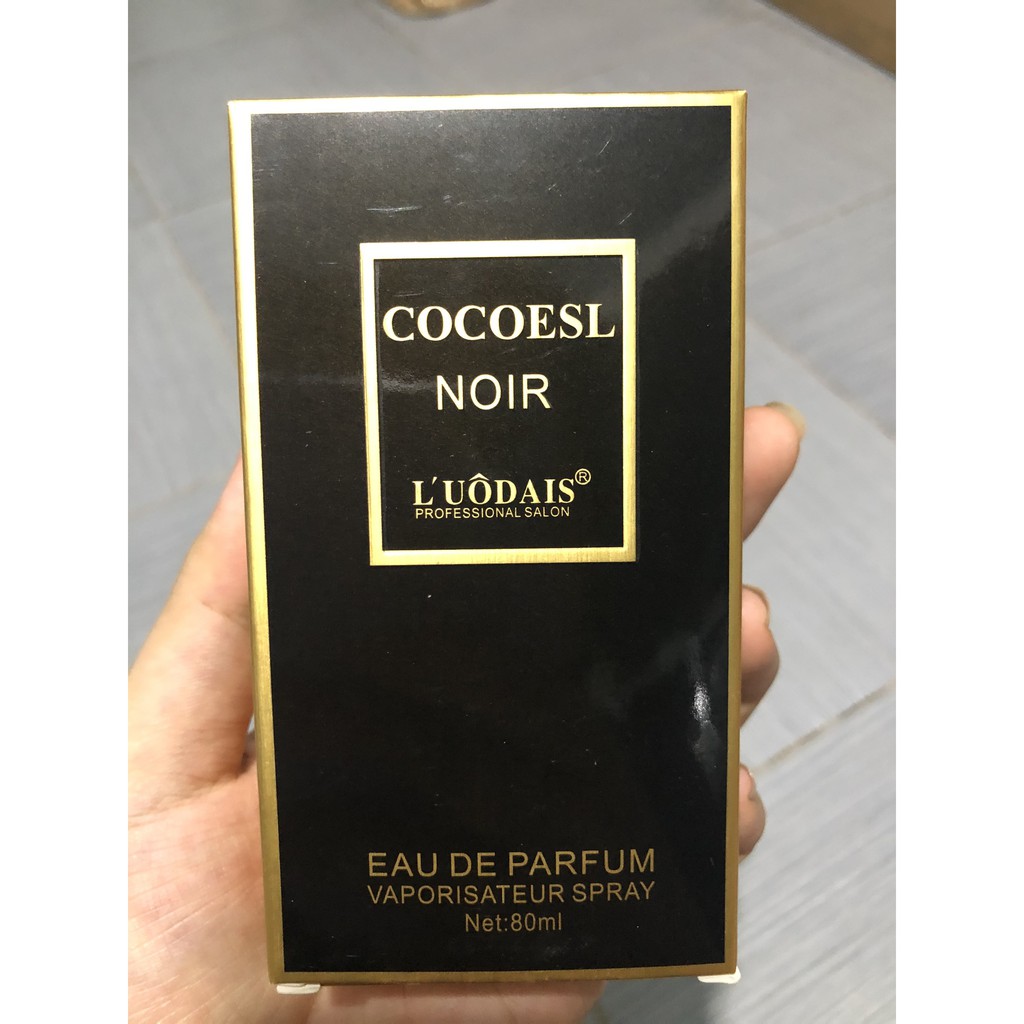 COCOESL
NOIR
L'UÔDAIS®
PROFESSIONAL SALON
EAU DE PARFUM
VAPORISATEUR SPRAY
Net:80ml